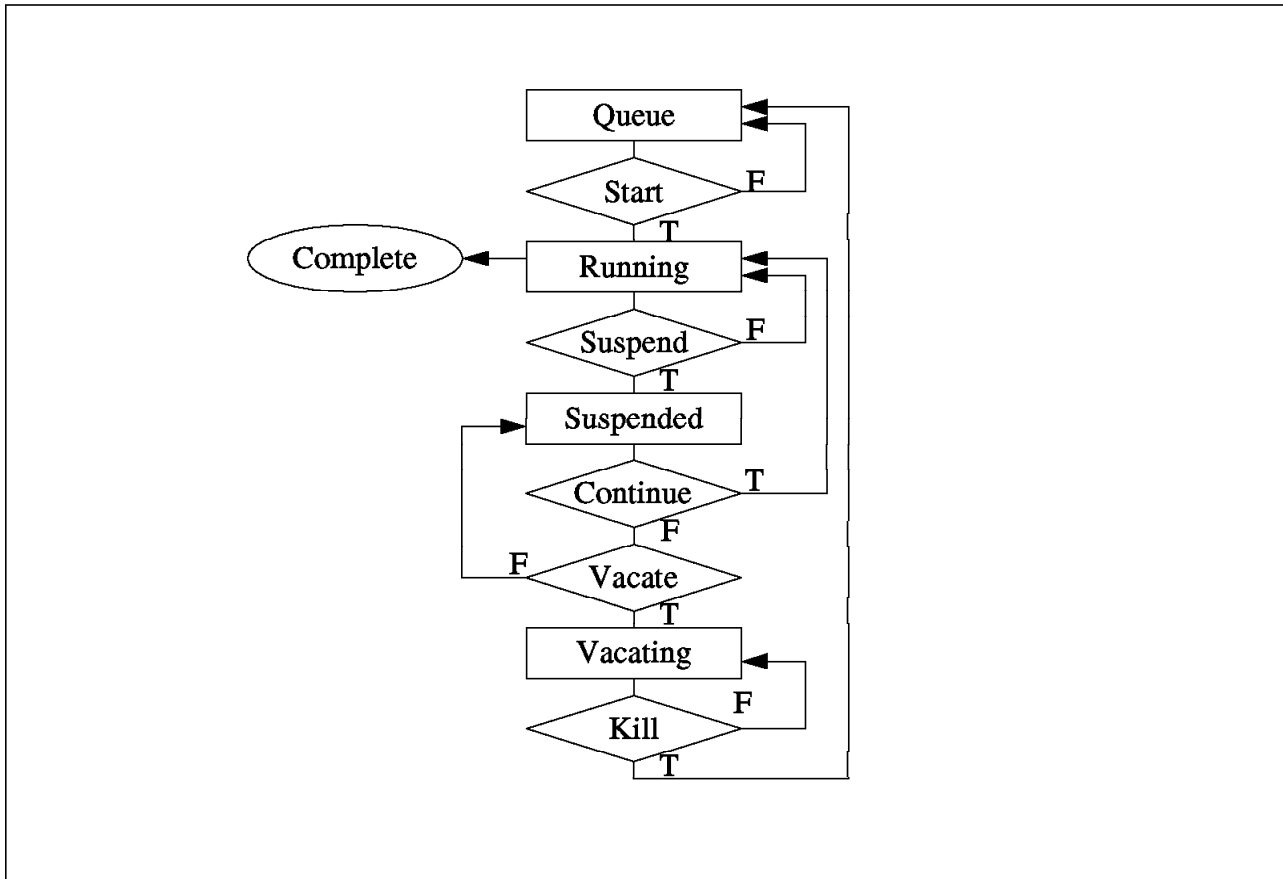 Queue
Start
F
T
Complete
Running
Suspend
F
T
Suspended
Continue
T
F
F
Vacate
T
Vacating
F
Kill
T